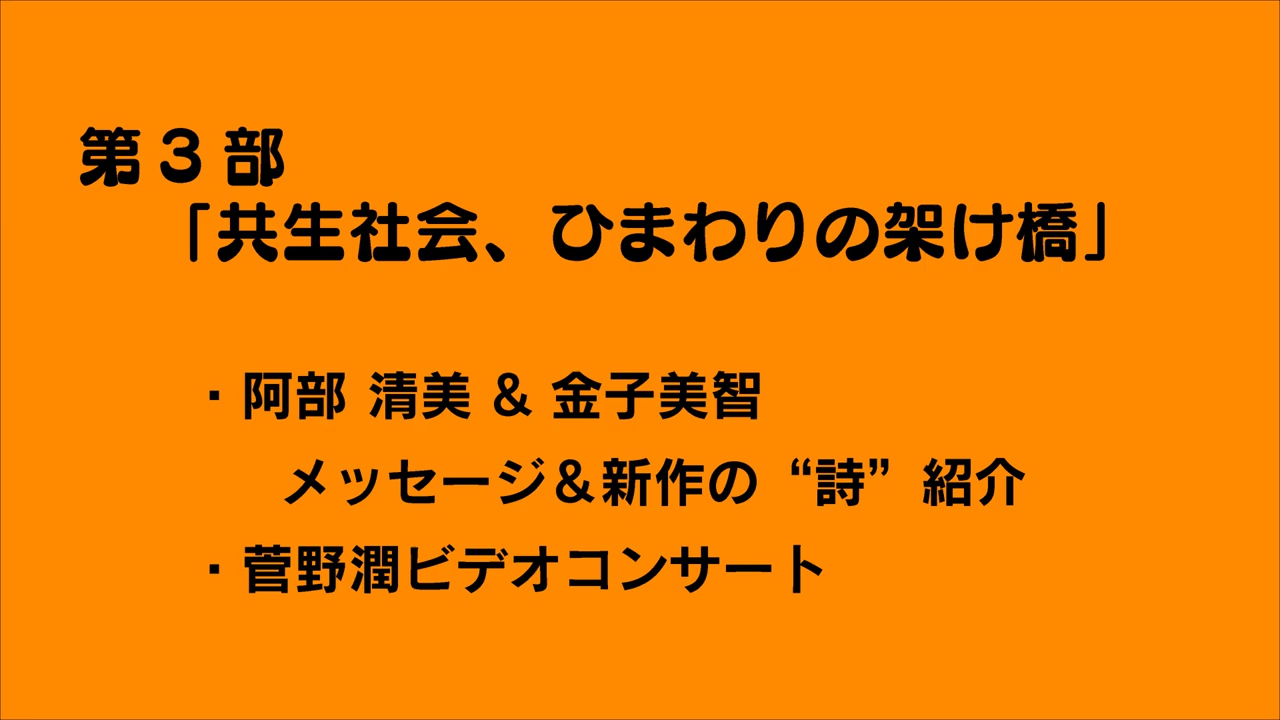 第3部
「共生社会、ひまわりの架け橋」
・阿部 清美 & 金子美智
メッセージ&新作の“詩”紹介
・菅野潤ビデオコンサート